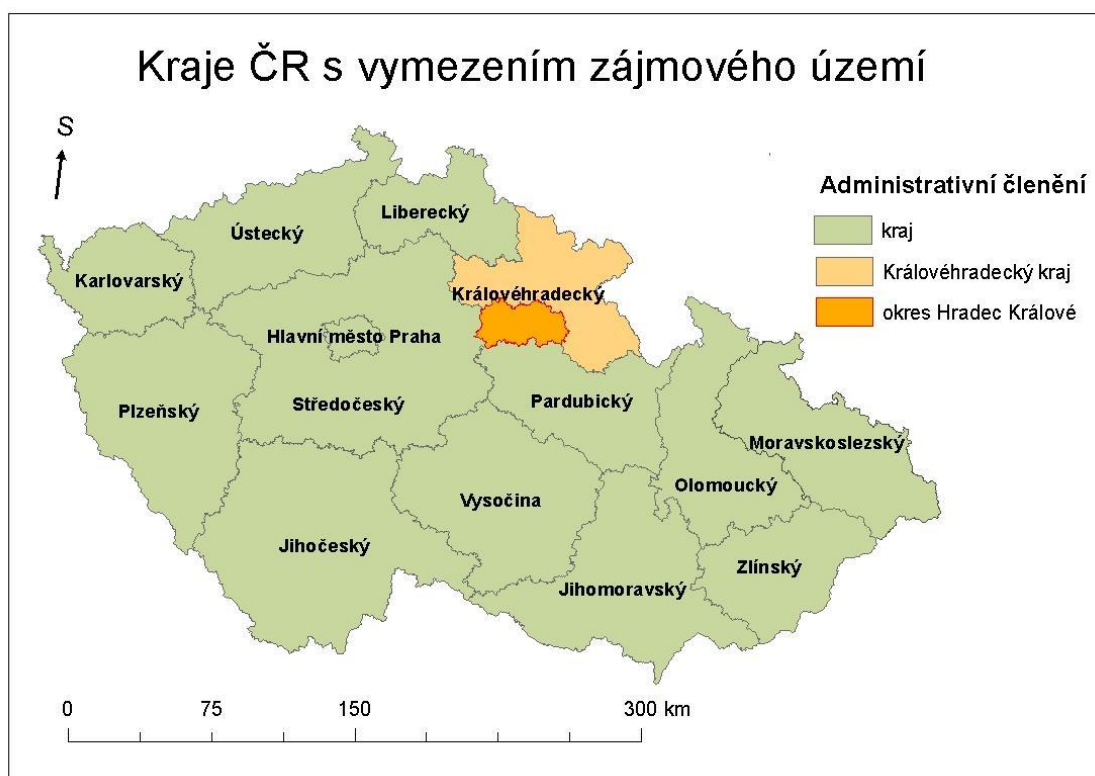 Kraje ČR s vymezením zájmového území
S
Administrativní členění
kraj
Královéhradecký kraj
okres Hradec Králové
Liberecký
Ústecký
Karlovarský
Královéhradecký
Hlavní město Praha
Plzeňský
Středočeský
Pardubický
Moravskoslezský
Olomoucký
Vysočina
Jihočeský
Zlínský
Jihomoravský
0 75 150 300 km